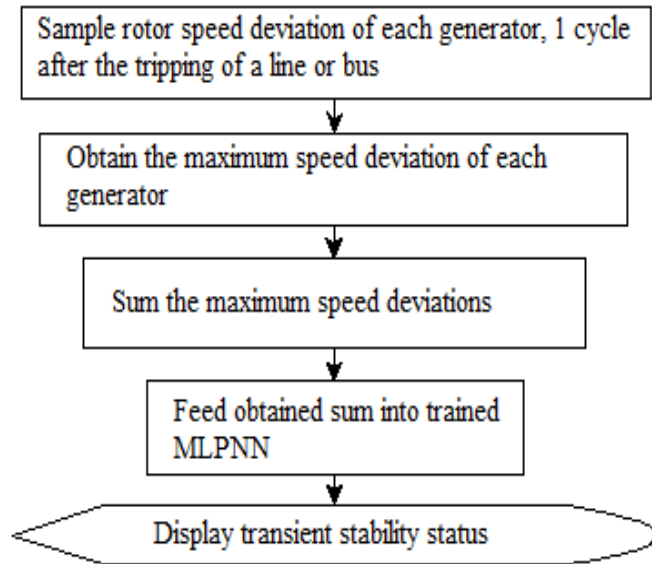 Sample rotor speed deviation of each generator, 1 cycle
after the tripping of a line or bus
Obtain the maximum speed deviation of each
generator
Sum the maximum speed deviations
Feed obtained sum into trained
MLPNN
Display transient stability status